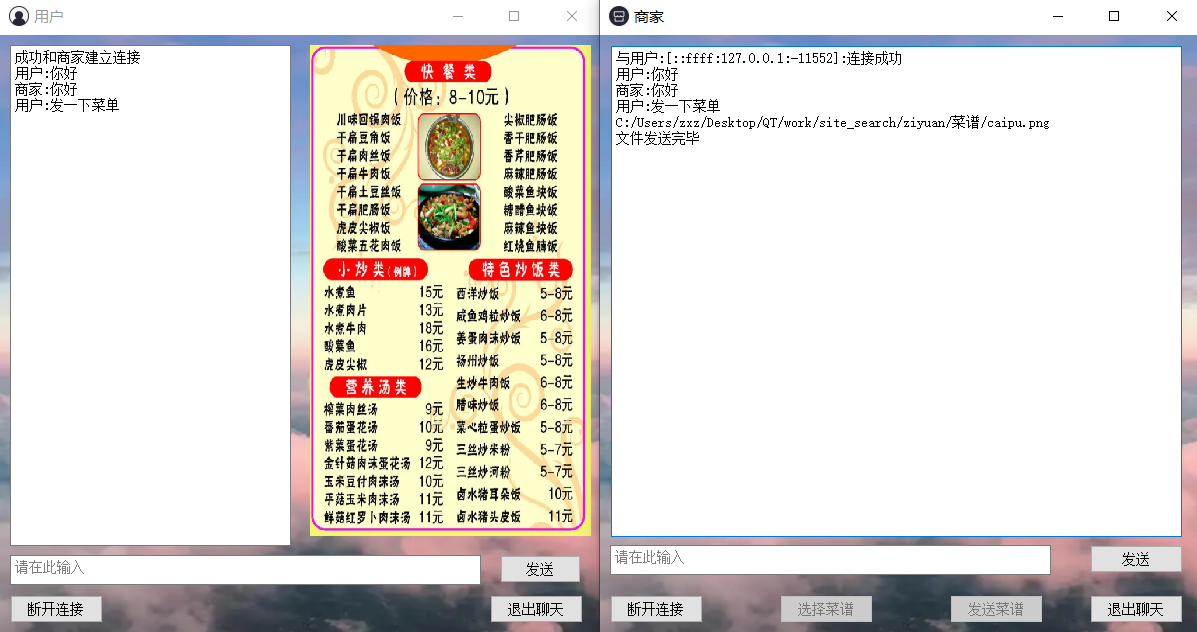 用户
成功和商家建立连接
用户:你好
商家:你好
用户:发一下菜单
快餐类
(价格: 8-10元)
川味回锅肉饭
干扁豆角饭
干扁肉丝饭
干扁牛肉饭
干扁土豆丝饭
干扁肥肠饭
虎皮尖椒饭
酸菜五花肉饭
尖椒肥肠饭
香干肥肠饭
香芹肥肠饭
麻辣肥肠饭
酸菜鱼块饭
糖醋鱼块饭
麻辣鱼块饭
红烧鱼腩饭
小炒类(例牌)
水煮鱼 15元
水煮肉片 13元
水煮牛肉 18元
酸菜鱼 16元
虎皮尖椒 12元
营养汤类
榨菜肉丝汤 9元
番茄蛋花汤 10元
紫菜蛋花汤 9元
金针菇肉沫蛋花汤 12元
玉米豆付肉沫汤 10元
平菇玉米肉沫汤 11元
鲜菇红罗卜肉沫汤 11元
特色炒饭类
西洋炒饭 5-8元
咸鱼鸡粒炒饭 6-8元
姜蛋肉沫炒饭 5-8元
扬州炒饭 5-8元
生炒牛肉饭 6-8元
腊味炒饭 6-8元
菜心粒蛋炒饭 5-8元
三丝炒米粉 5-7元
三丝炒河粉 5-7元
卤水猪耳朵饭 10元
卤水猪头皮饭 11元
请在此输入
发送
断开连接
退出聊天
商家
与用户:[::ffff:127.0.0.1:-11552]:连接成功
用户:你好
商家:你好
用户:发一下菜单
C:/Users/zxz/Desktop/QT/work/site_search/ziyuan/菜谱/caipu.png
文件发送完毕
请在此输入
发送
断开连接
选择菜谱
发送菜谱
退出聊天